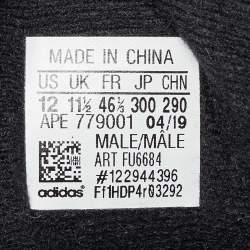 MADE IN CHINA
US UK FR JP CHN
12 11½ 46⅔ 300 290
APE 779001 04/19
MALE/MÂLE
ART FU6684
#122944396
adidas Ff1HDP4r03292